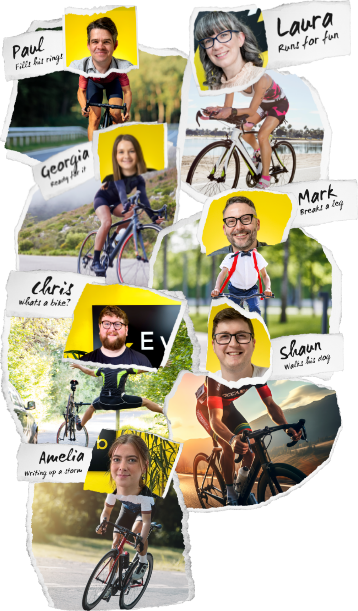 Paul
Fills his rings
Laura
Runs for fun
Georgia
Ready for it
Mark
Breaks a leg
Chris
Whats a bike?
Ev
Shaun
Walks his dog
b
Amelia
Writing up a storm